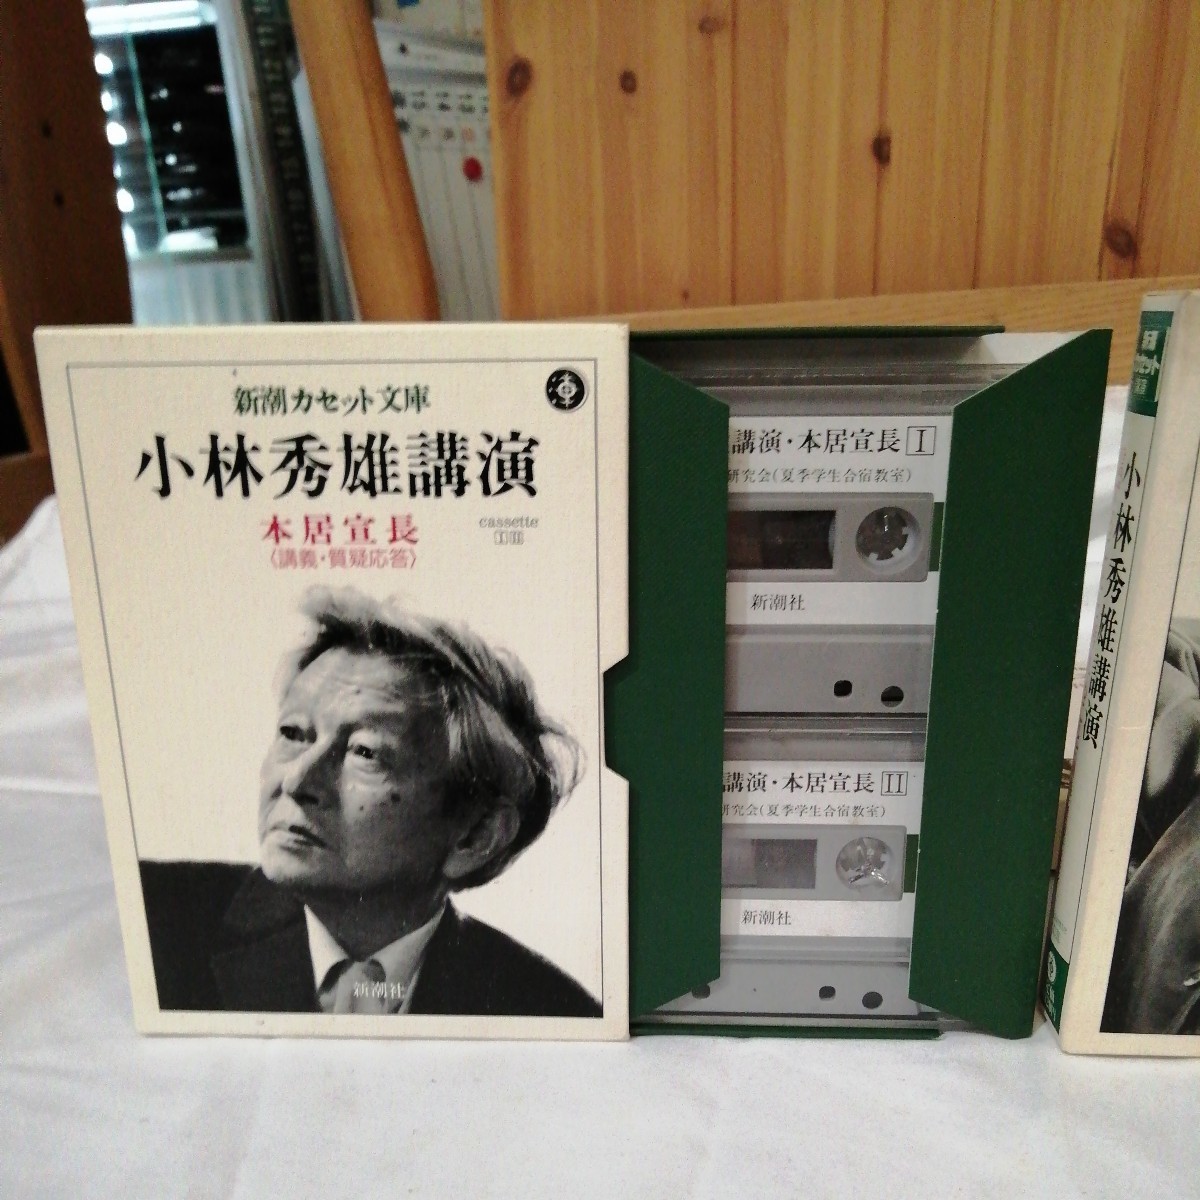 新潮カセット文庫
小林秀雄講演
本居宣長
cassette
I II
〈講義・質疑応答〉
新潮社
講演・本居宣長 I
研究会(夏季学生合宿教室)
新潮社
講演・本居宣長 II
研究会(夏季学生合宿教室)
新潮社
小林秀雄講演